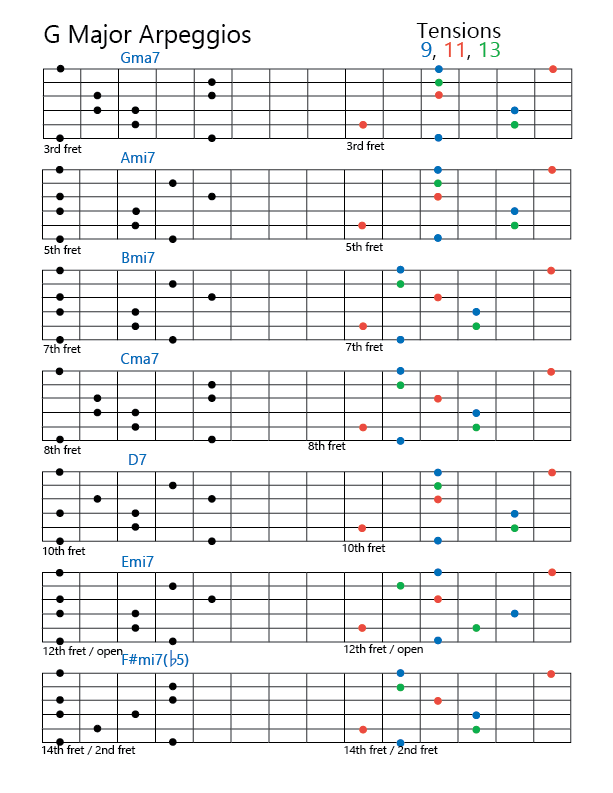 G Major Arpeggios
Tensions
9, 11, 13
Gma7
3rd fret
3rd fret
Ami7
5th fret
5th fret
Bmi7
7th fret
7th fret
Cma7
8th fret
8th fret
D7
10th fret
10th fret
Emi7
12th fret / open
12th fret / open
F#mi7(♭5)
14th fret / 2nd fret
14th fret / 2nd fret